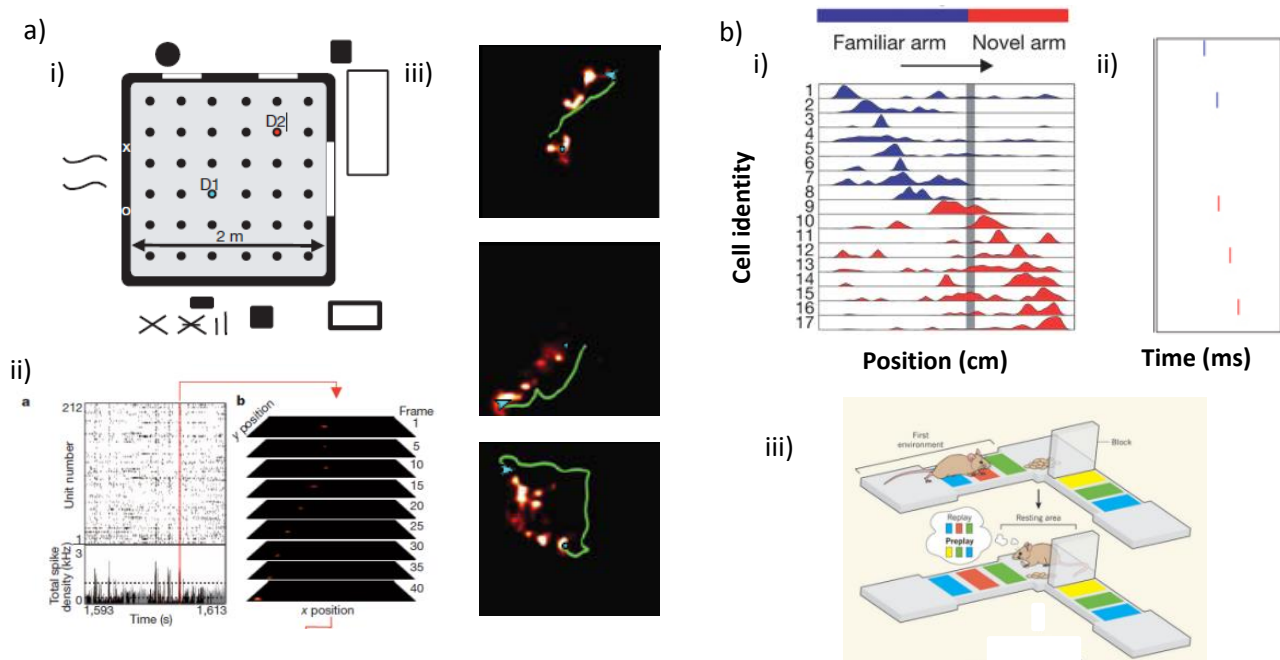 a)
i)
D2
X
D1
O
2 m
ii)
a
212
Unit number
1
3
Total spike
density (kHz)
0
1,593
1,613
Time (s)
b
y position
Frame
1
5
10
15
20
25
30
35
40
x position
iii)
b)
Familiar arm
Novel arm
i)
Cell identity
1
2
3
4
5
6
7
8
9
10
11
12
13
14
15
16
17
Position (cm)
ii)
Time (ms)
iii)
First environment
Block
Replay
Preplay
Resting area